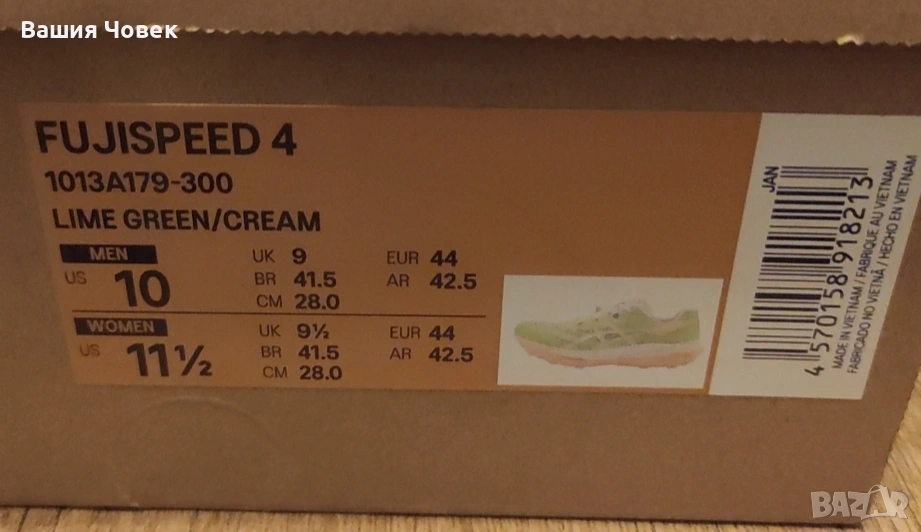 Вашия Човек
FUJISPEED 4
1013A179-300
LIME GREEN/CREAM
MEN
US 10
UK 9
BR 41.5
CM 28.0
EUR 44
AR 42.5
WOMEN
US 11½
UK 9½
BR 41.5
CM 28.0
EUR 44
AR 42.5
JAN
4 570158 918213
MADE IN VIETNAM / FABRIQUE AU VIETNAM
FABRICADO NO VIETNÃ / HECHO EN VIETNAM
BAZAR